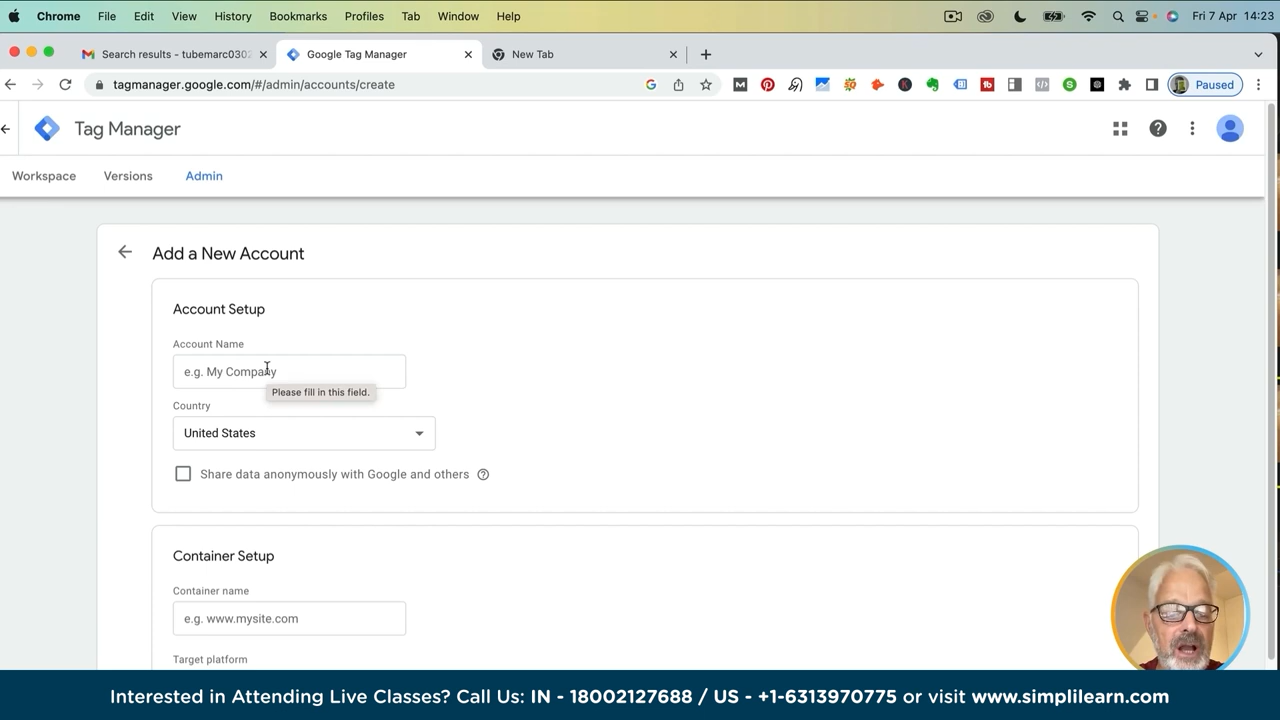 Chrome File Edit View History Bookmarks Profiles Tab Window Help Fri 7 Apr 14:23
Search results - tubemarc030 Google Tag Manager New Tab
tagmanager.google.com/#/admin/accounts/create Paused
Tag Manager
Workspace Versions Admin
Add a New Account
Account Setup
Account Name
e.g. My Company
Please fill in this field.
Country
United States
Share data anonymously with Google and others
Container Setup
Container name
e.g. www.mysite.com
Target platform
Interested in Attending Live Classes? Call Us: IN - 18002127688 / US - +1-6313970775 or visit www.simplilearn.com